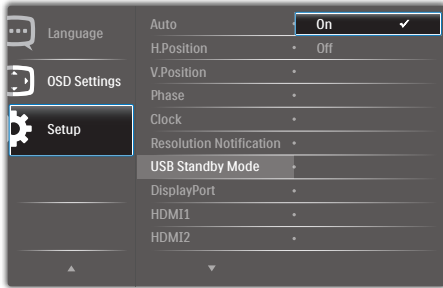 Language
OSD Settings
Setup
Auto
H.Position
V.Position
Phase
Clock
Resolution Notification
USB Standby Mode
DisplayPort
HDMI1
HDMI2
On
Off